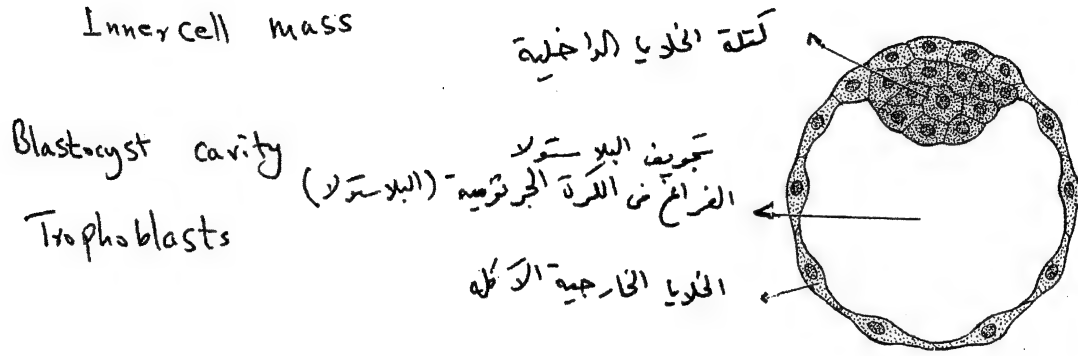 Inner cell mass
كتلة الخلايا الداخلية
Blastocyst cavity
تجويف البلاستولا
الفراغ في الكرة الجرثومية (البلاستولا)
Trophoblasts
الخلايا الخارجية الآكلة